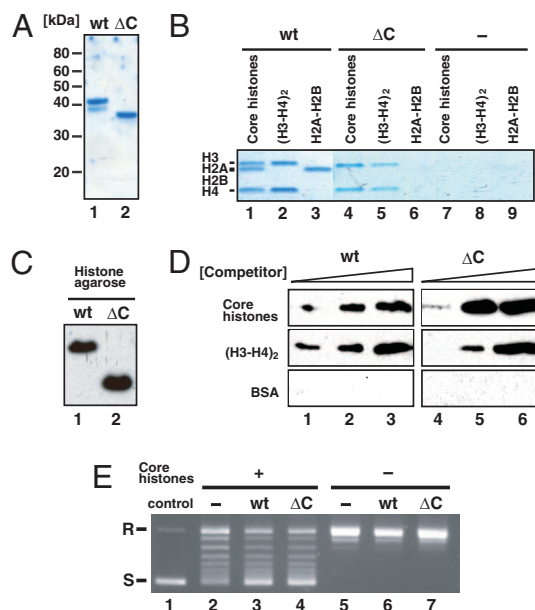 A
[kDa] wt ΔC
80
60
50
40
30
20
1 2
B
wt ΔC –
Core histones (H3-H4)2 H2A-H2B Core histones (H3-H4)2 H2A-H2B Core histones (H3-H4)2 H2A-H2B
H3
H2A
H2B
H4
1 2 3 4 5 6 7 8 9
C
Histone
agarose
wt ΔC
1 2
D
[Competitor] wt ΔC
Core
histones
(H3-H4)2
BSA
1 2 3 4 5 6
E
Core
histones + –
control – wt ΔC – wt ΔC
R
S
1 2 3 4 5 6 7